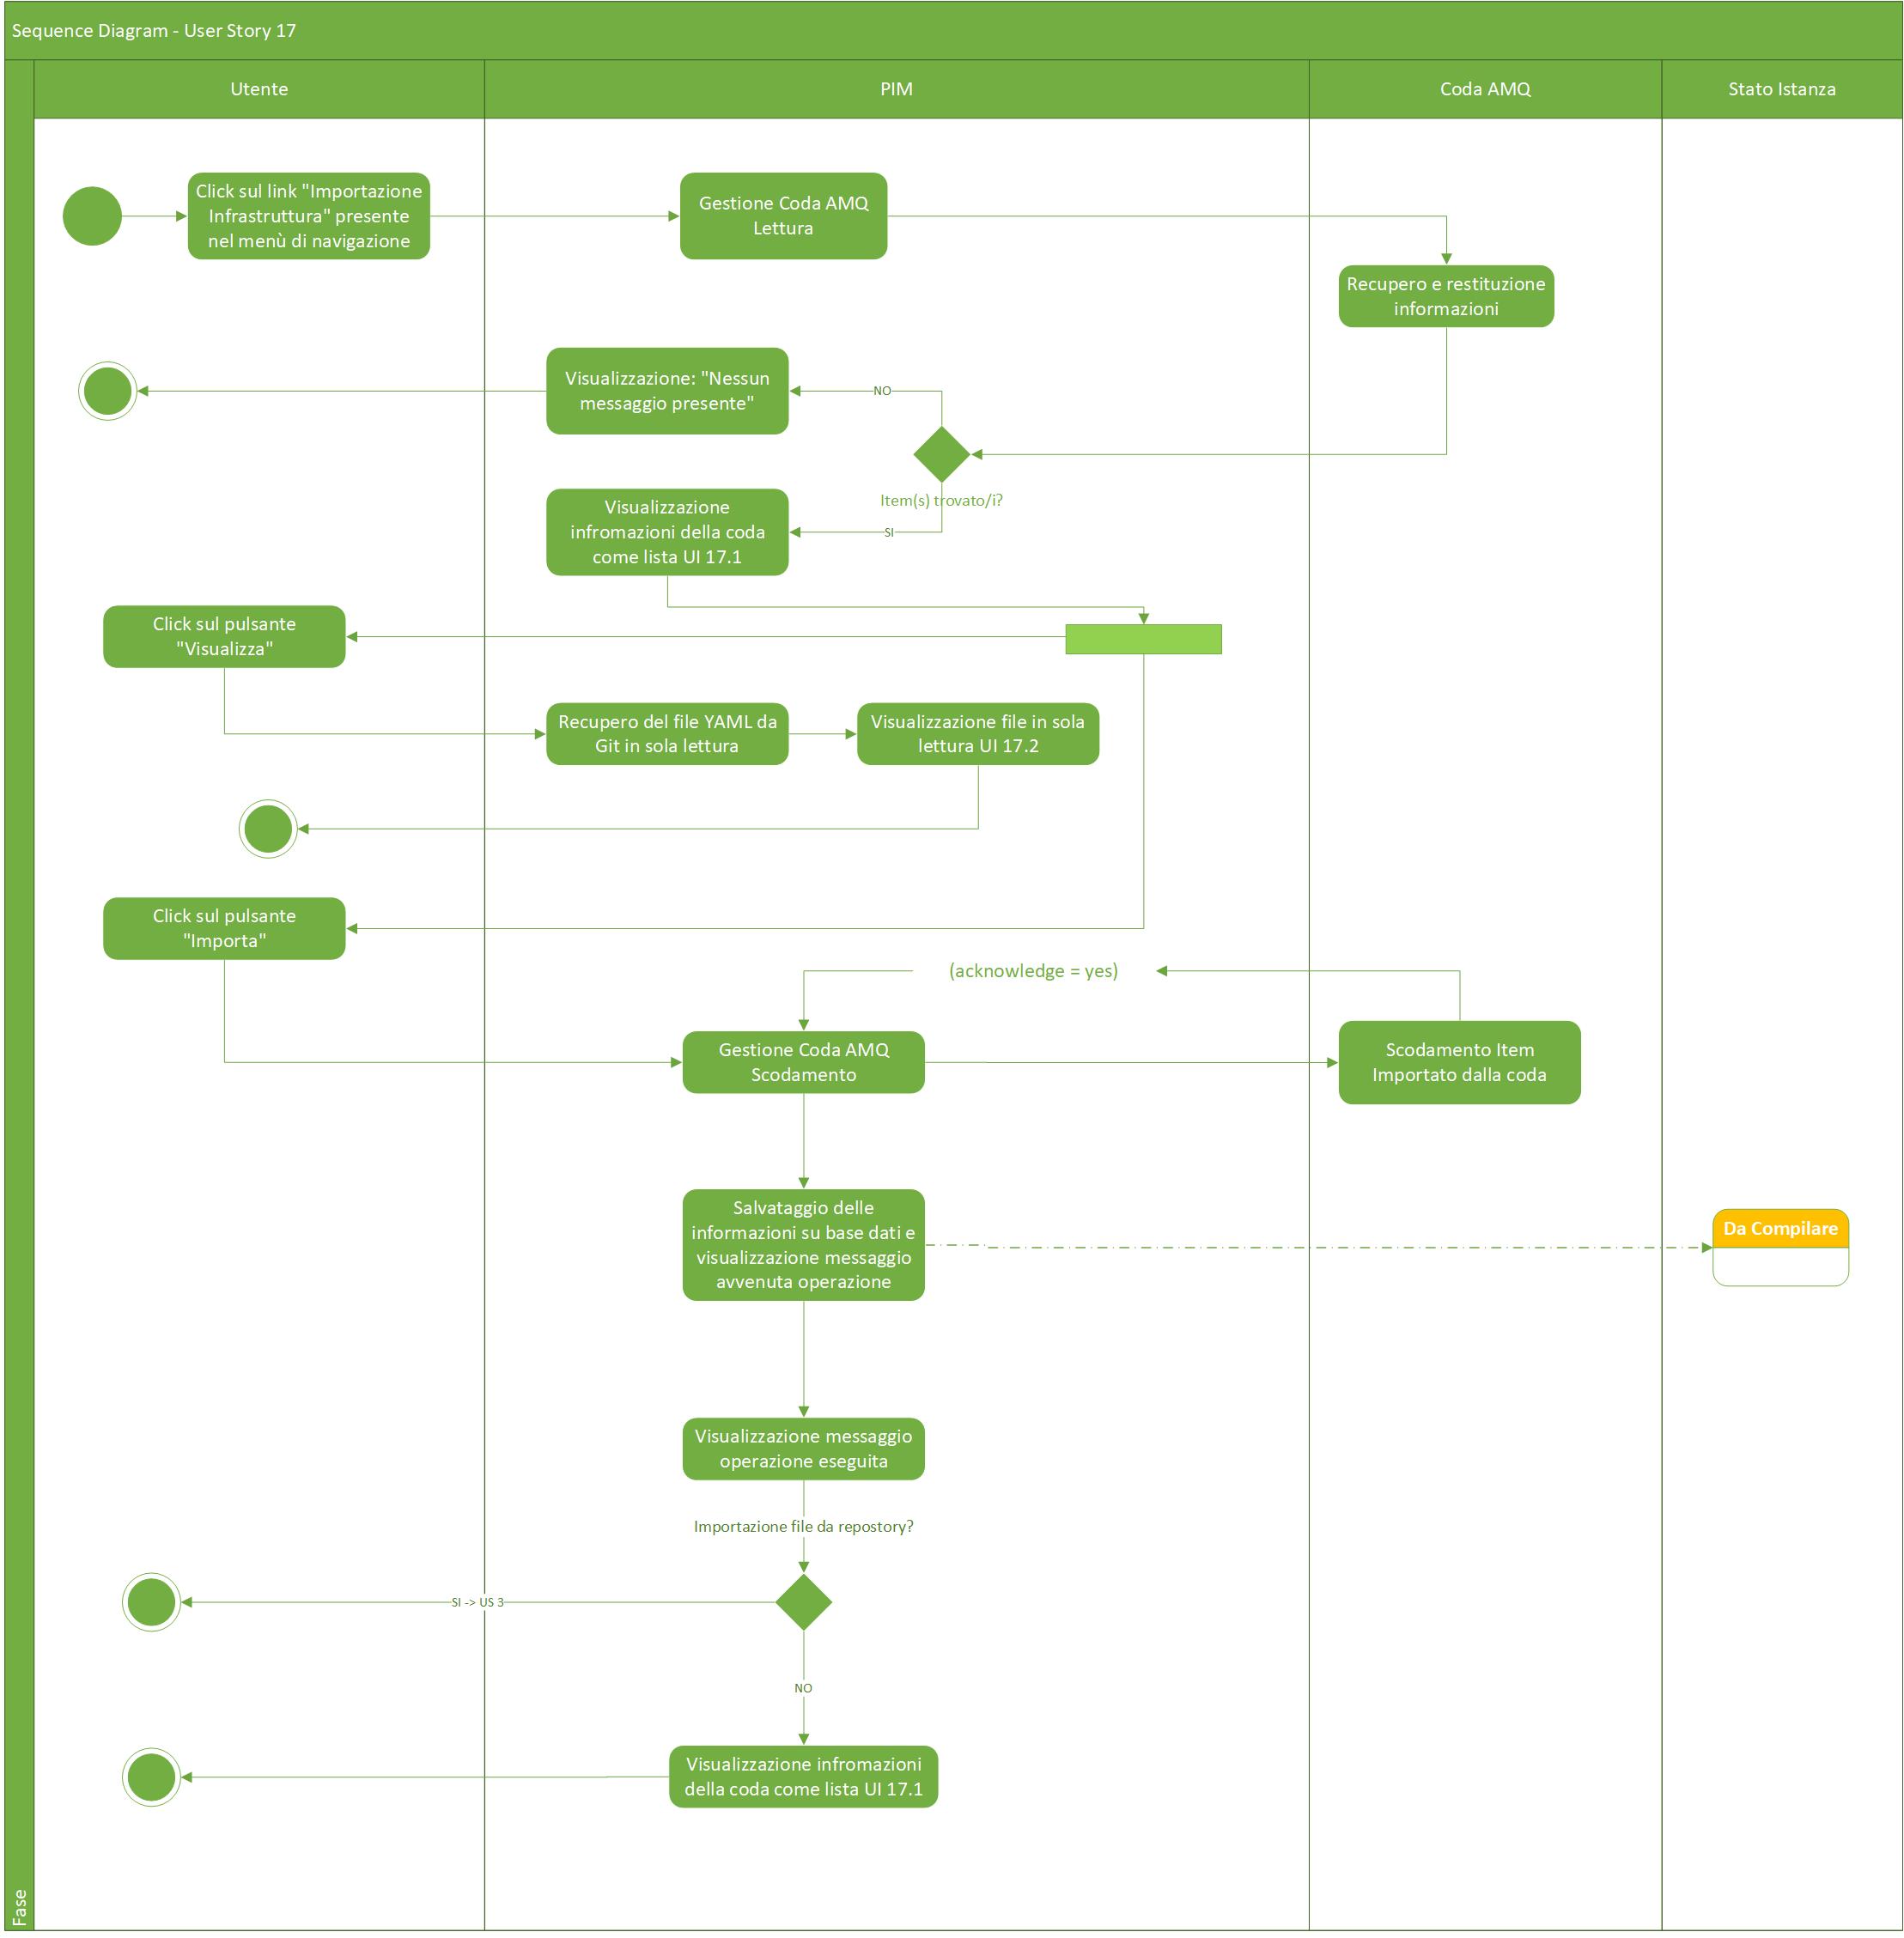 Sequence Diagram - User Story 17
Utente
PIM
Coda AMQ
Stato Istanza
Click sul link "Importazione
Infrastruttura" presente
nel menù di navigazione
Gestione Coda AMQ
Lettura
Recupero e restituzione
informazioni
Visualizzazione: "Nessun
messaggio presente"
NO
Item(s) trovato/i?
Visualizzazione
infromazioni della coda
come lista UI 17.1
SI
Click sul pulsante
"Visualizza"
Recupero del file YAML da
Git in sola lettura
Visualizzazione file in sola
lettura UI 17.2
Click sul pulsante
"Importa"
(acknowledge = yes)
Gestione Coda AMQ
Scodamento
Scodamento Item
Importato dalla coda
Salvataggio delle
informazioni su base dati e
visualizzazione messaggio
avvenuta operazione
Da Compilare
Visualizzazione messaggio
operazione eseguita
Importazione file da repostory?
SI -> US 3
NO
Visualizzazione infromazioni
della coda come lista UI 17.1
Fase